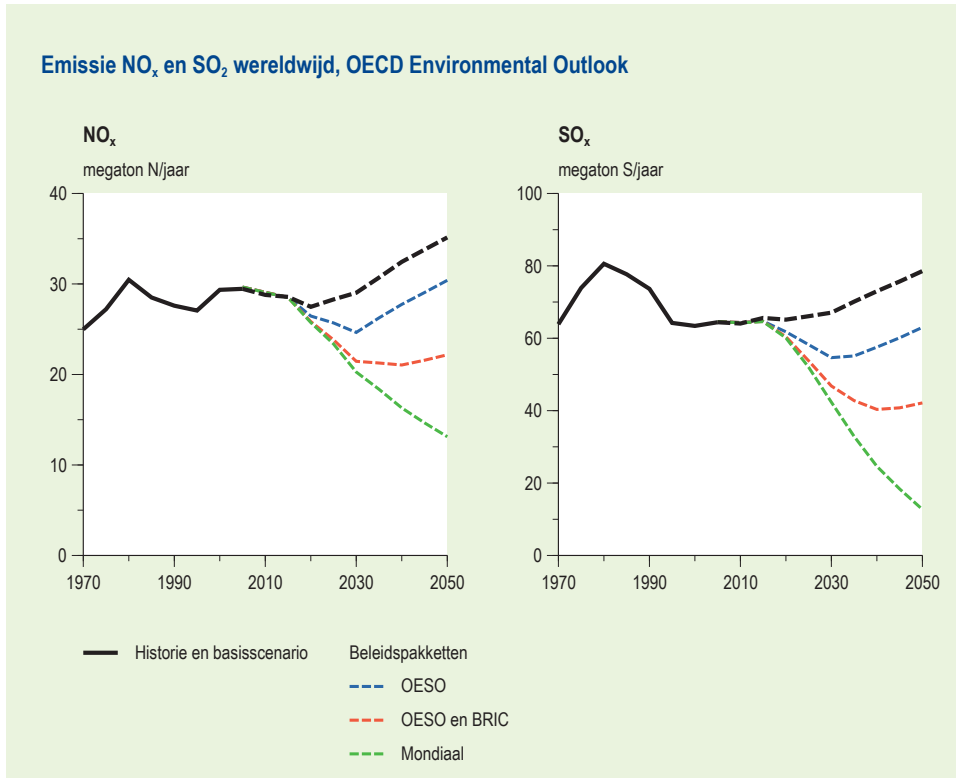 Emissie NOₓ en SO₂ wereldwijd, OECD Environmental Outlook
NOₓ
megaton N/jaar
40
30
20
10
0
1970 1990 2010 2030 2050
SOₓ
megaton S/jaar
100
80
60
40
20
0
1970 1990 2010 2030 2050
Historie en basisscenario
Beleidspakketten
OESO
OESO en BRIC
Mondiaal